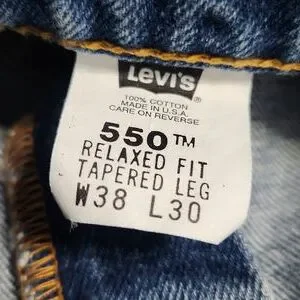 LEVI'S
100% COTTON
MADE IN U.S.A.
CARE ON REVERSE
550™
RELAXED FIT
TAPERED LEG
W38 L30